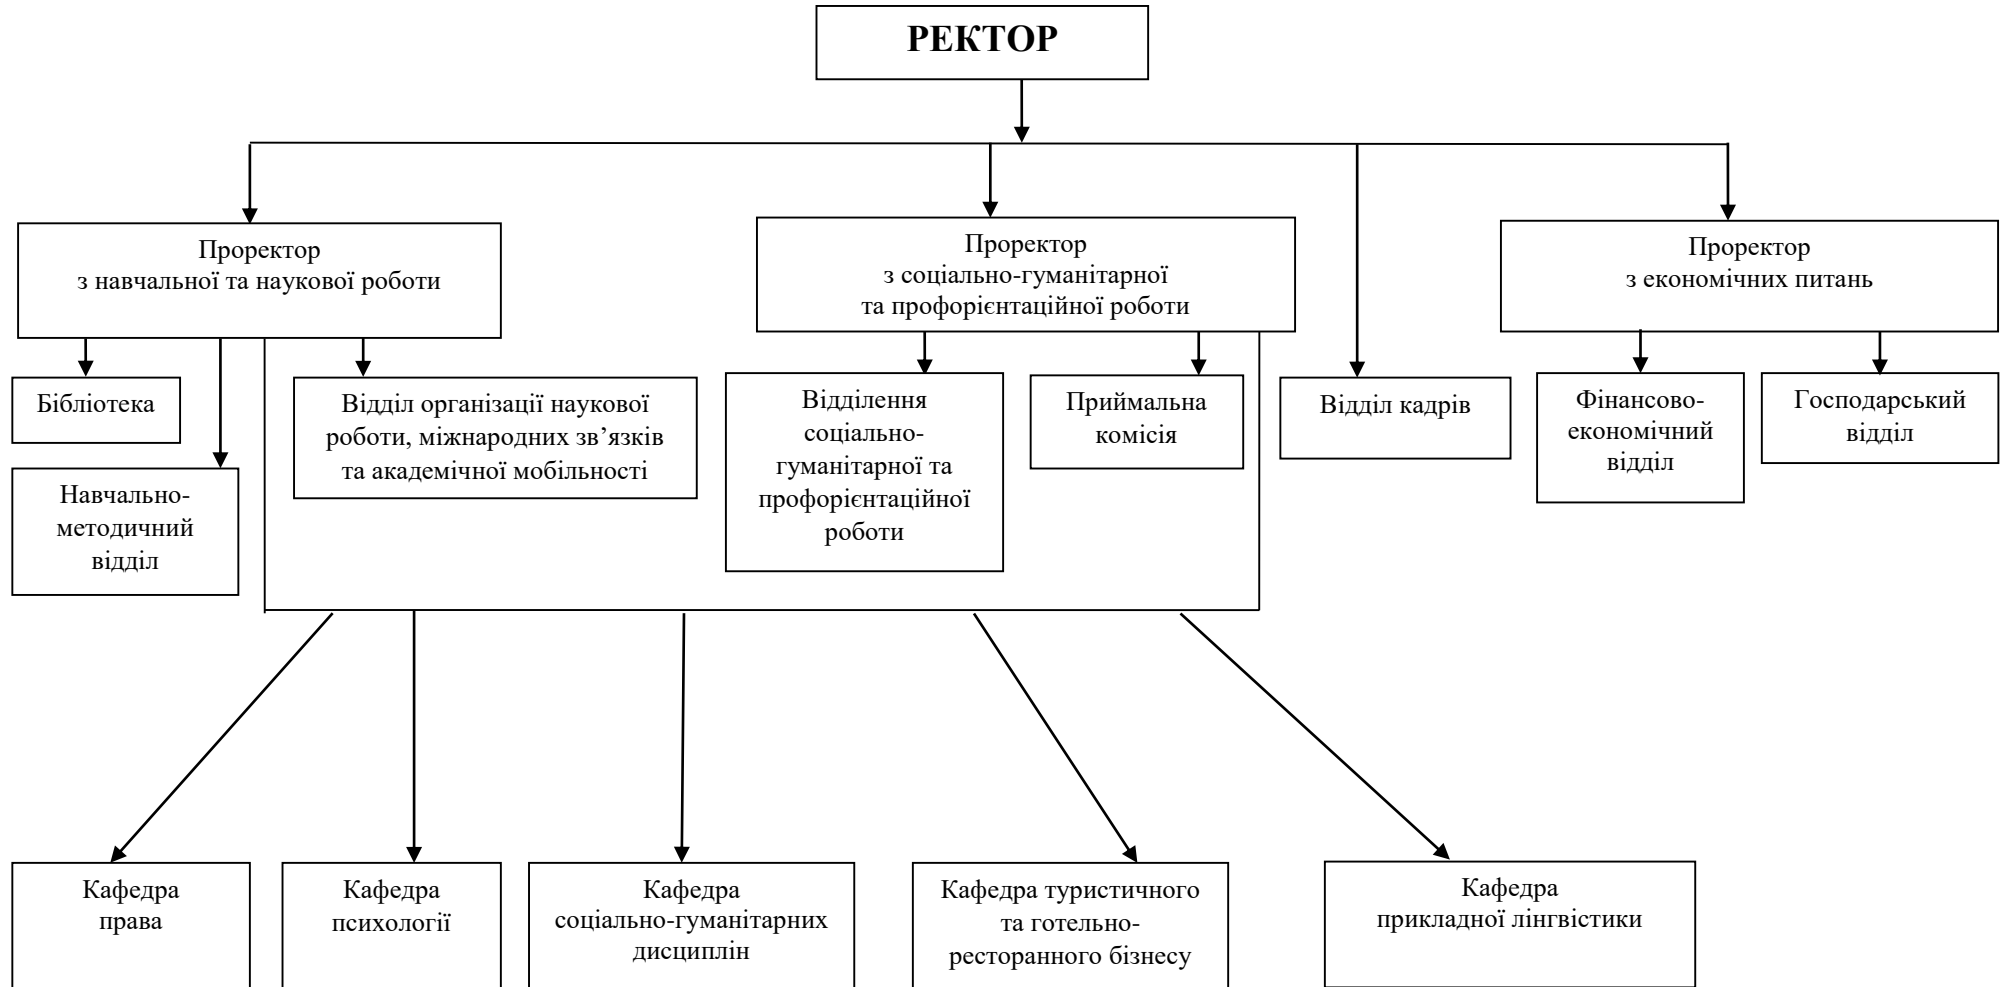 РЕКТОР
Проректор
з навчальної та наукової роботи
Проректор
з соціально-гуманітарної
та профорієнтаційної роботи
Проректор
з економічних питань
Бібліотека
Навчально-
методичний
відділ
Відділ організації наукової
роботи, міжнародних зв’язків
та академічної мобільності
Відділення
соціально-
гуманітарної та
профорієнтаційної
роботи
Приймальна
комісія
Відділ кадрів
Фінансово-
економічний
відділ
Господарський
відділ
Кафедра
права
Кафедра
психології
Кафедра
соціально-гуманітарних
дисциплін
Кафедра туристичного
та готельно-
ресторанного бізнесу
Кафедра
прикладної лінгвістики